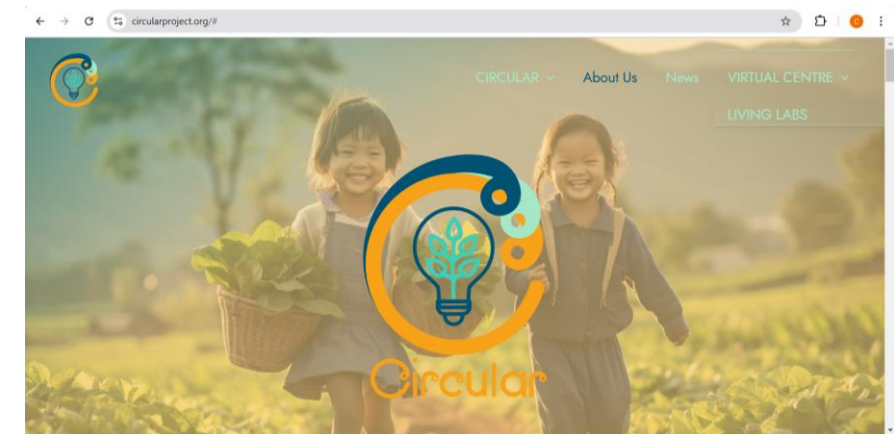 circularproject.org/#
CIRCULAR About Us News VIRTUAL CENTRE
LIVING LABS
Circular